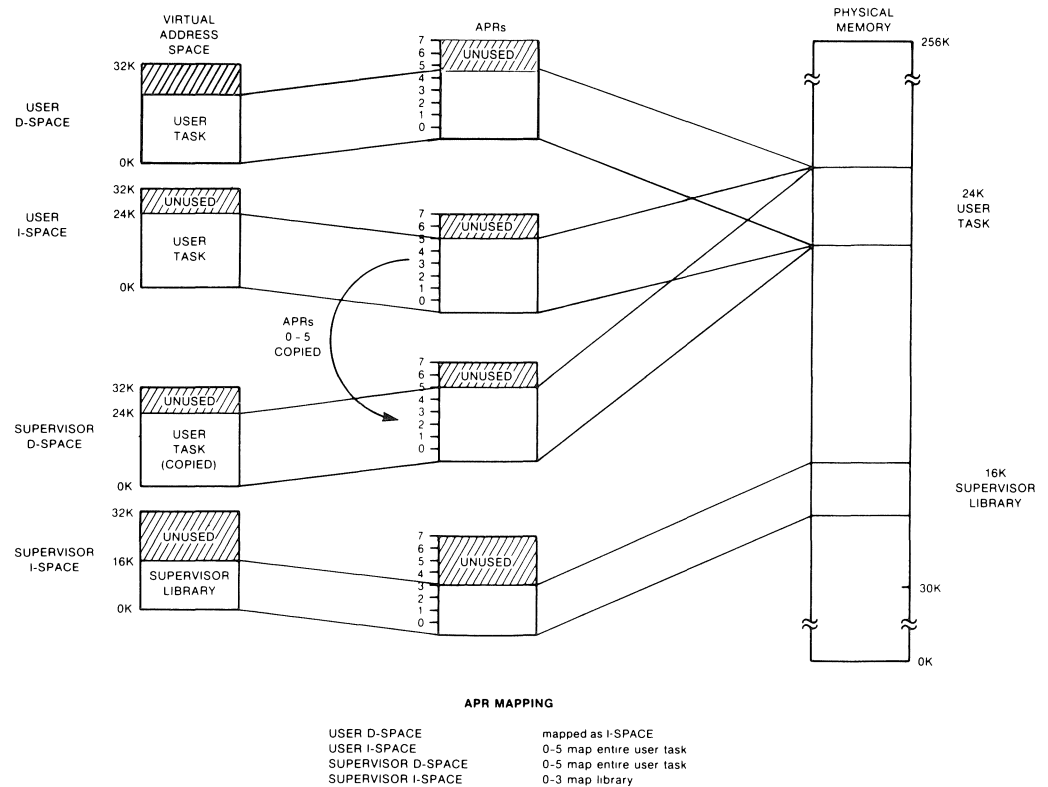 VIRTUAL
ADDRESS
SPACE
APRs
PHYSICAL
MEMORY
USER
D-SPACE
32K
USER
TASK
0K
7
6
5
4
3
2
1
0
UNUSED
256K
USER
I-SPACE
32K
24K
UNUSED
USER
TASK
0K
7
6
5
4
3
2
1
0
UNUSED
24K
USER
TASK
APRs
0-5
COPIED
SUPERVISOR
D-SPACE
32K
24K
UNUSED
USER
TASK
(COPIED)
0K
7
6
5
4
3
2
1
0
UNUSED
SUPERVISOR
I-SPACE
32K
UNUSED
16K
SUPERVISOR
LIBRARY
0K
7
6
5
4
3
2
1
0
UNUSED
16K
SUPERVISOR
LIBRARY
30K
0K
APR MAPPING
USER D-SPACE mapped as I-SPACE
USER I-SPACE 0-5 map entire user task
SUPERVISOR D-SPACE 0-5 map entire user task
SUPERVISOR I-SPACE 0-3 map library